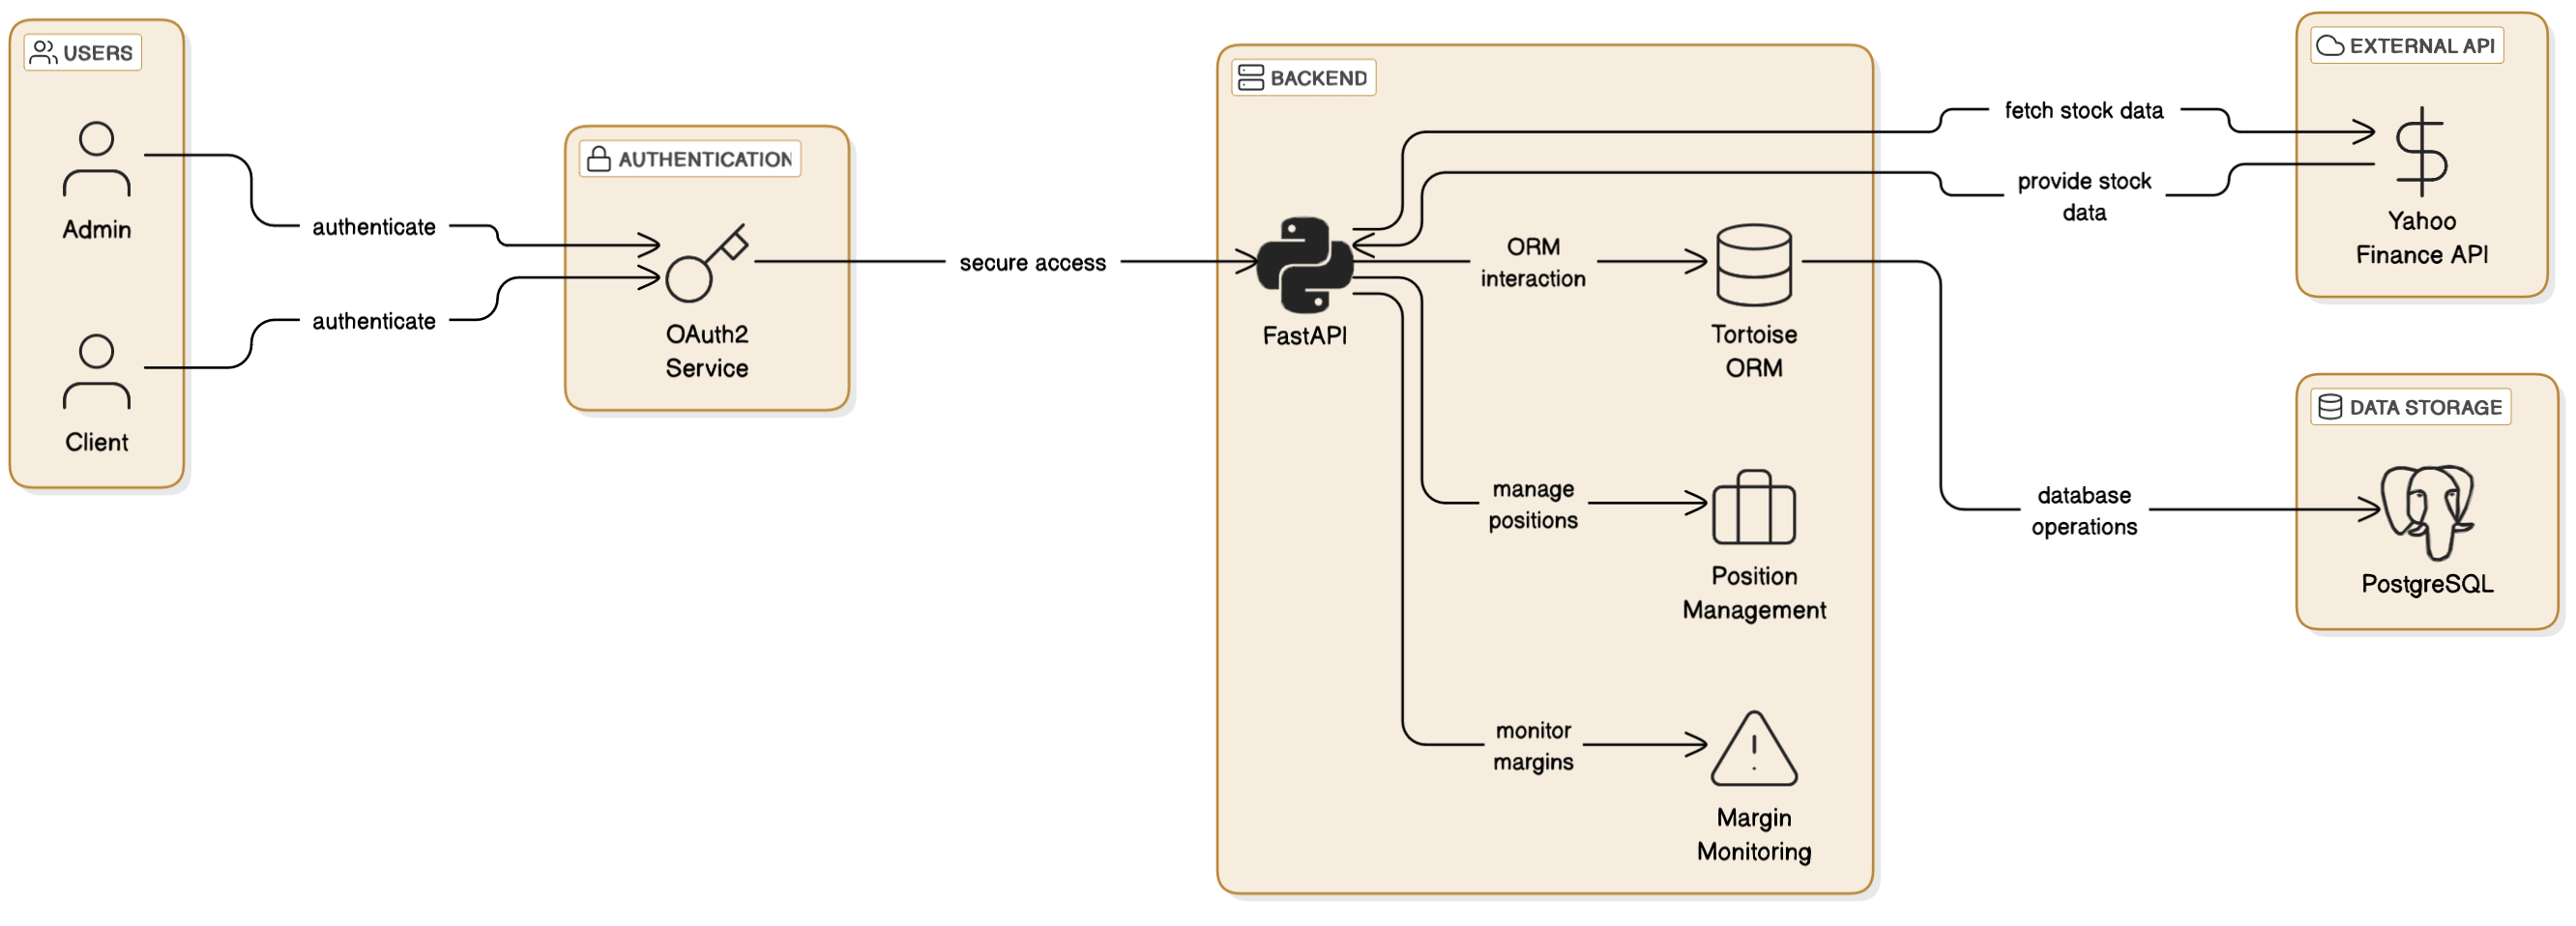 USERS
Admin
Client
authenticate
authenticate
AUTHENTICATION
OAuth2
Service
secure access
BACKEND
FastAPI
ORM
interaction
Tortoise
ORM
manage
positions
Position
Management
monitor
margins
Margin
Monitoring
fetch stock data
provide stock
data
EXTERNAL API
Yahoo
Finance API
database
operations
DATA STORAGE
PostgreSQL